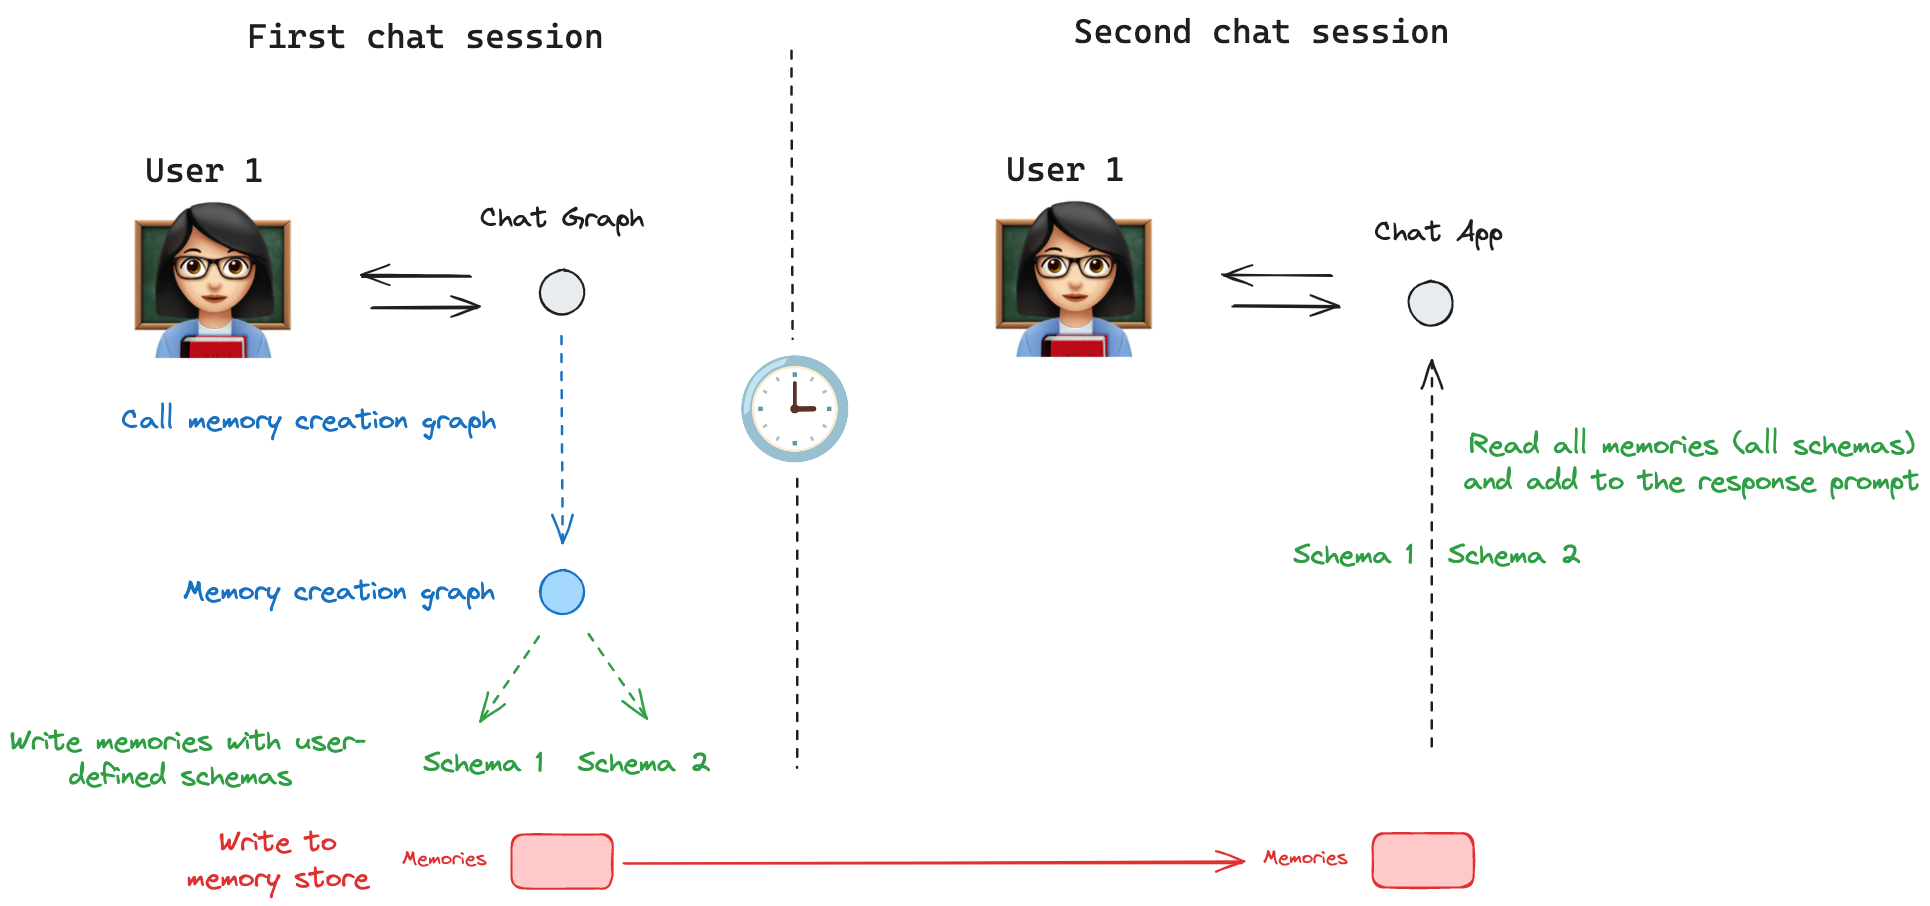 First chat session
Second chat session
User 1
User 1
Chat Graph
Chat App
Call memory creation graph
Read all memories (all schemas)
and add to the response prompt
Schema 1
Schema 2
Memory creation graph
Write memories with user-
defined schemas
Schema 1
Schema 2
Write to
memory store
Memories
Memories